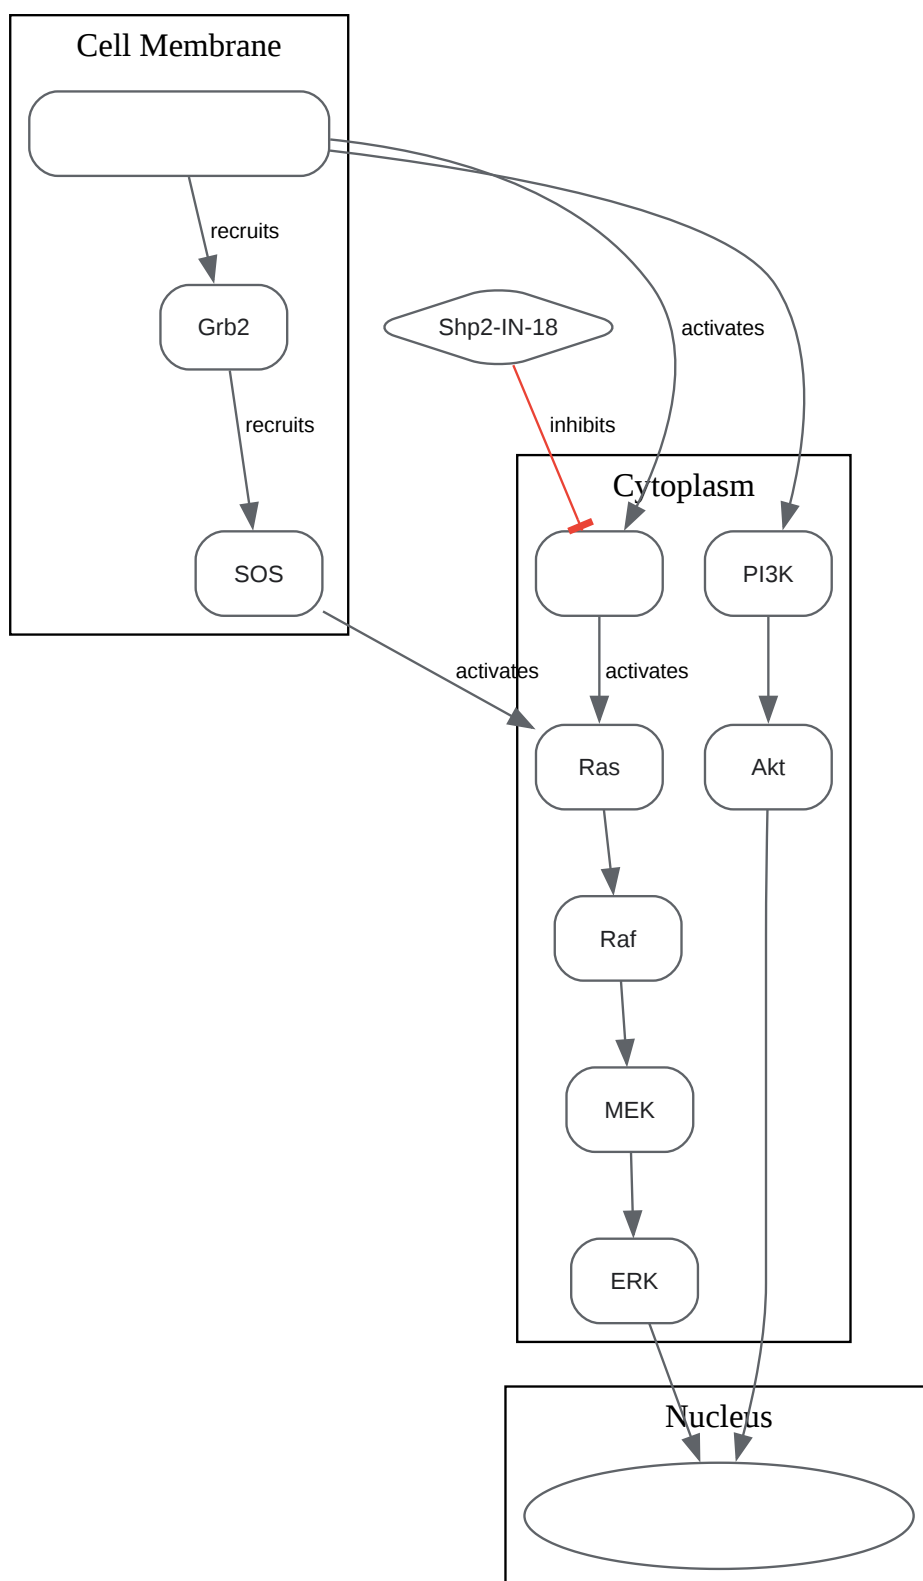 Cell Membrane
recruits
Grb2
Shp2-IN-18
activates
recruits
inhibits
Cytoplasm
SOS
PI3K
activates
activates
Ras
Akt
Raf
MEK
ERK
Nucleus